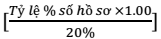 [Tỷ lệ % số hồ sơ×1.00
20%]